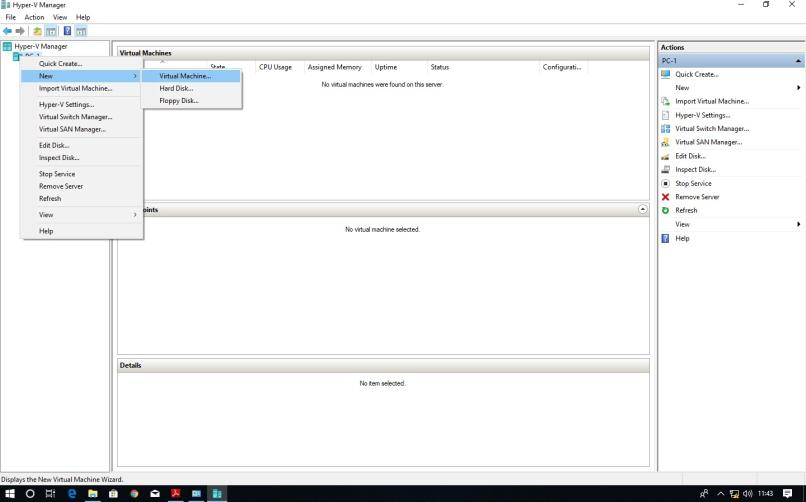 Hyper-V Manager
File Action View Help
Hyper-V Manager
PC-1
Quick Create...
New
Import Virtual Machine...
Hyper-V Settings...
Virtual Switch Manager...
Virtual SAN Manager...
Edit Disk...
Inspect Disk...
Stop Service
Remove Server
Refresh
View
Help
Virtual Machine...
Hard Disk...
Floppy Disk...
Virtual Machines
State CPU Usage Assigned Memory Uptime Status Configurati...
No virtual machines were found on this server.
oints
No virtual machine selected.
Details
No item selected.
Actions
PC-1
Quick Create...
New
Import Virtual Machine...
Hyper-V Settings...
Virtual Switch Manager...
Virtual SAN Manager...
Edit Disk...
Inspect Disk...
Stop Service
Remove Server
Refresh
View
Help
Displays the New Virtual Machine Wizard.
11:43